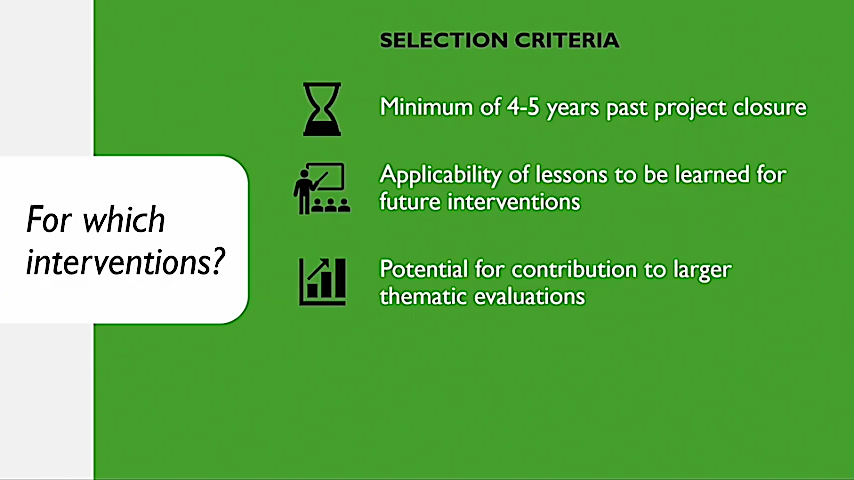 SELECTION CRITERIA
Minimum of 4-5 years past project closure
Applicability of lessons to be learned for
future interventions
For which
interventions?
Potential for contribution to larger
thematic evaluations